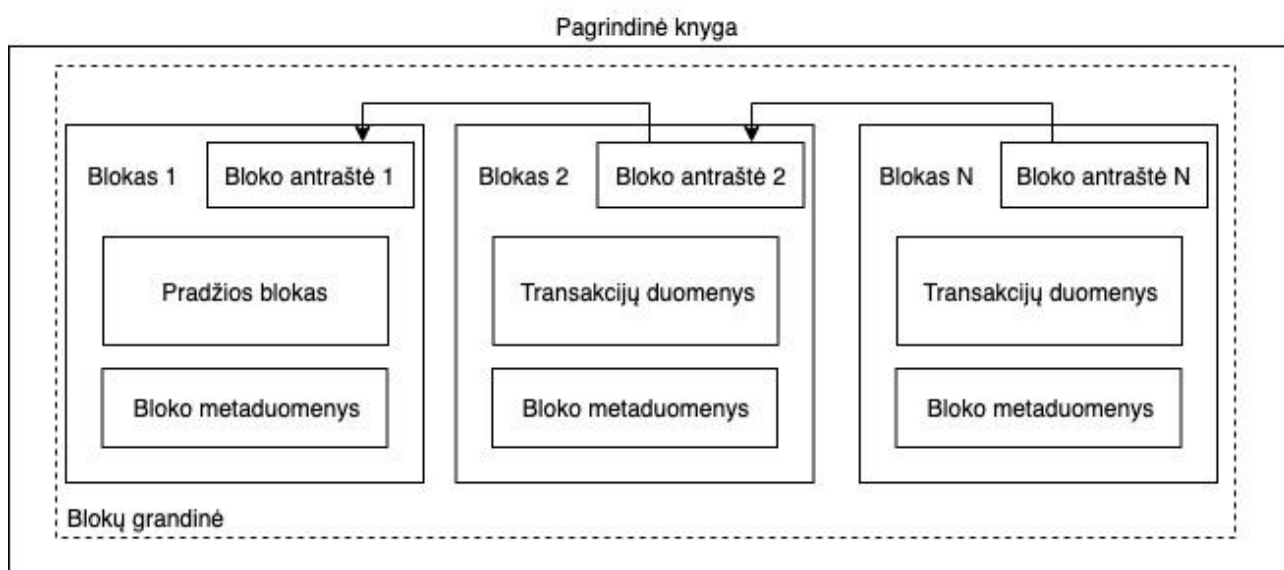 Pagrindinė knyga
Blokas 1
Bloko antraštė 1
Pradžios blokas
Bloko metaduomenys
Blokas 2
Bloko antraštė 2
Transakcijų duomenys
Bloko metaduomenys
Blokas N
Bloko antraštė N
Transakcijų duomenys
Bloko metaduomenys
Blokų grandinė